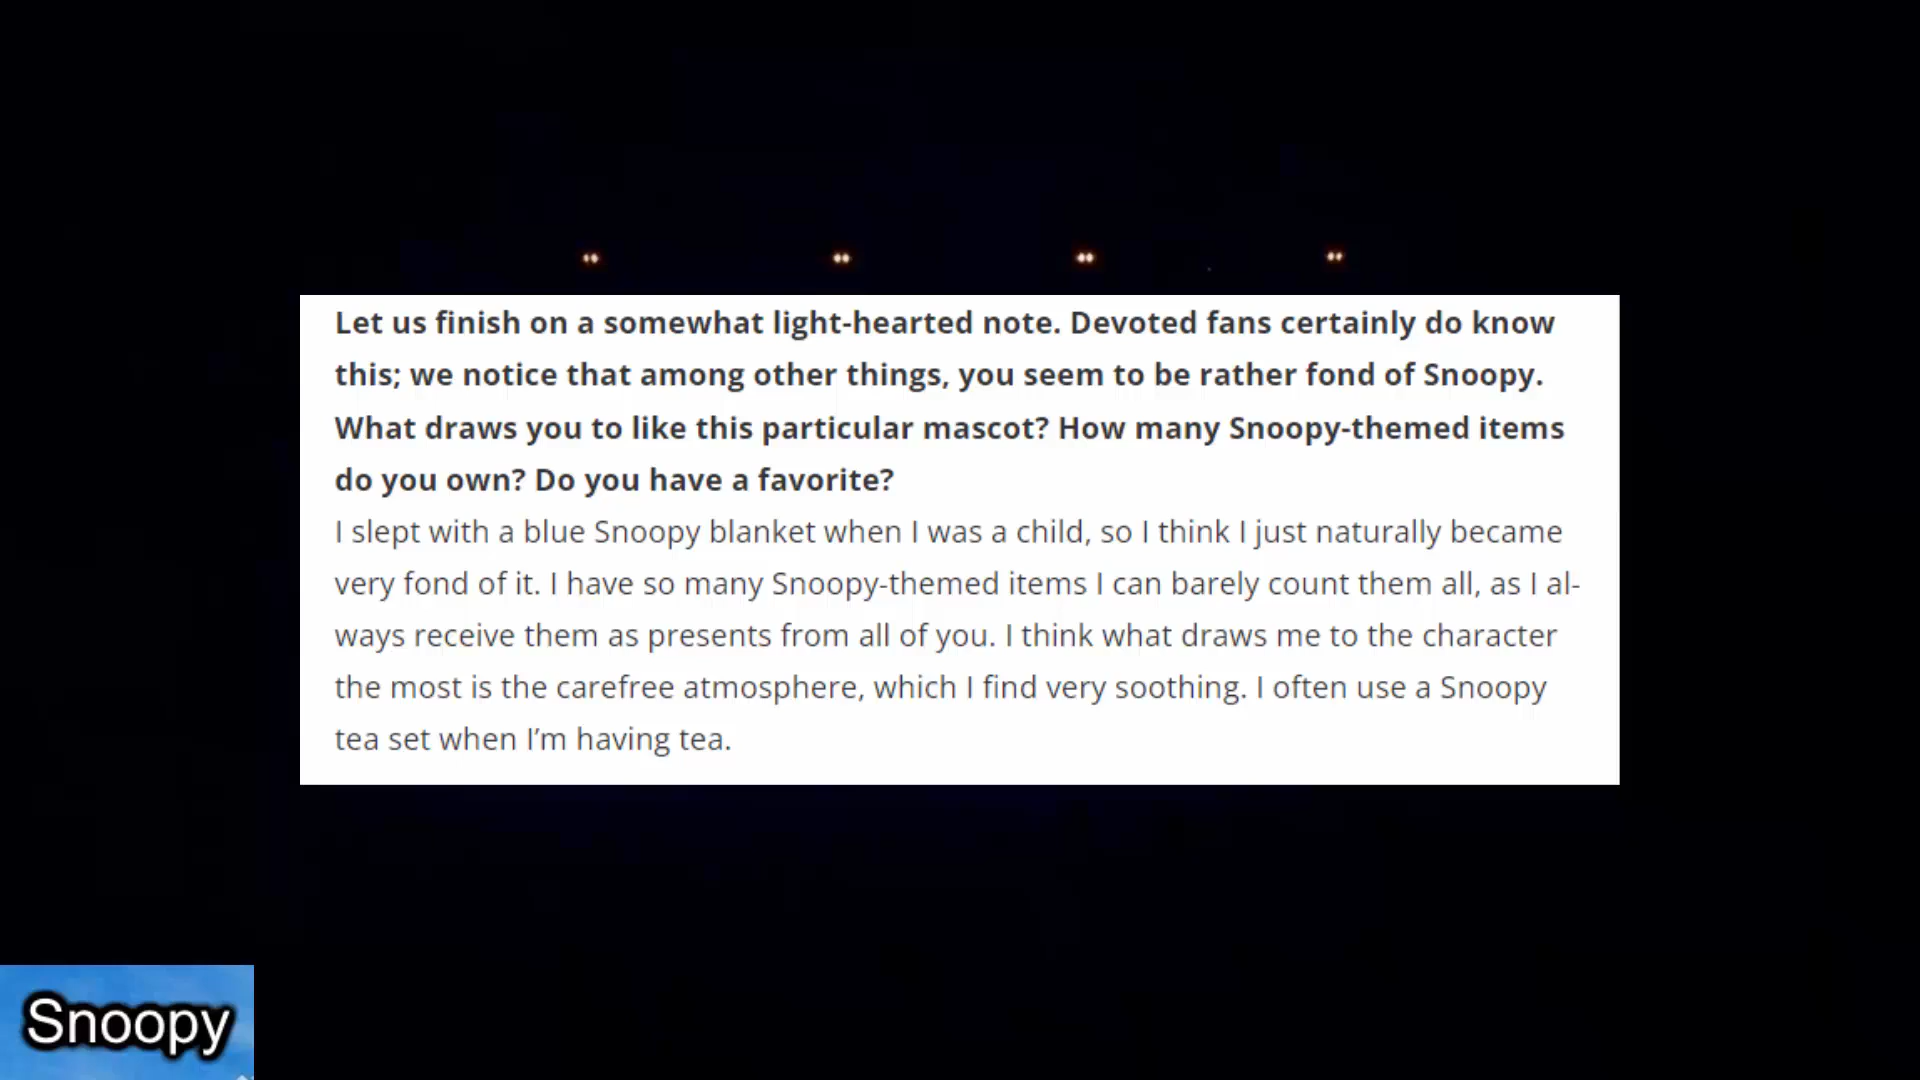 Let us finish on a somewhat light-hearted note. Devoted fans certainly do know
this; we notice that among other things, you seem to be rather fond of Snoopy.
What draws you to like this particular mascot? How many Snoopy-themed items
do you own? Do you have a favorite?
I slept with a blue Snoopy blanket when I was a child, so I think I just naturally became
very fond of it. I have so many Snoopy-themed items I can barely count them all, as I al-
ways receive them as presents from all of you. I think what draws me to the character
the most is the carefree atmosphere, which I find very soothing. I often use a Snoopy
tea set when I’m having tea.
Snoopy